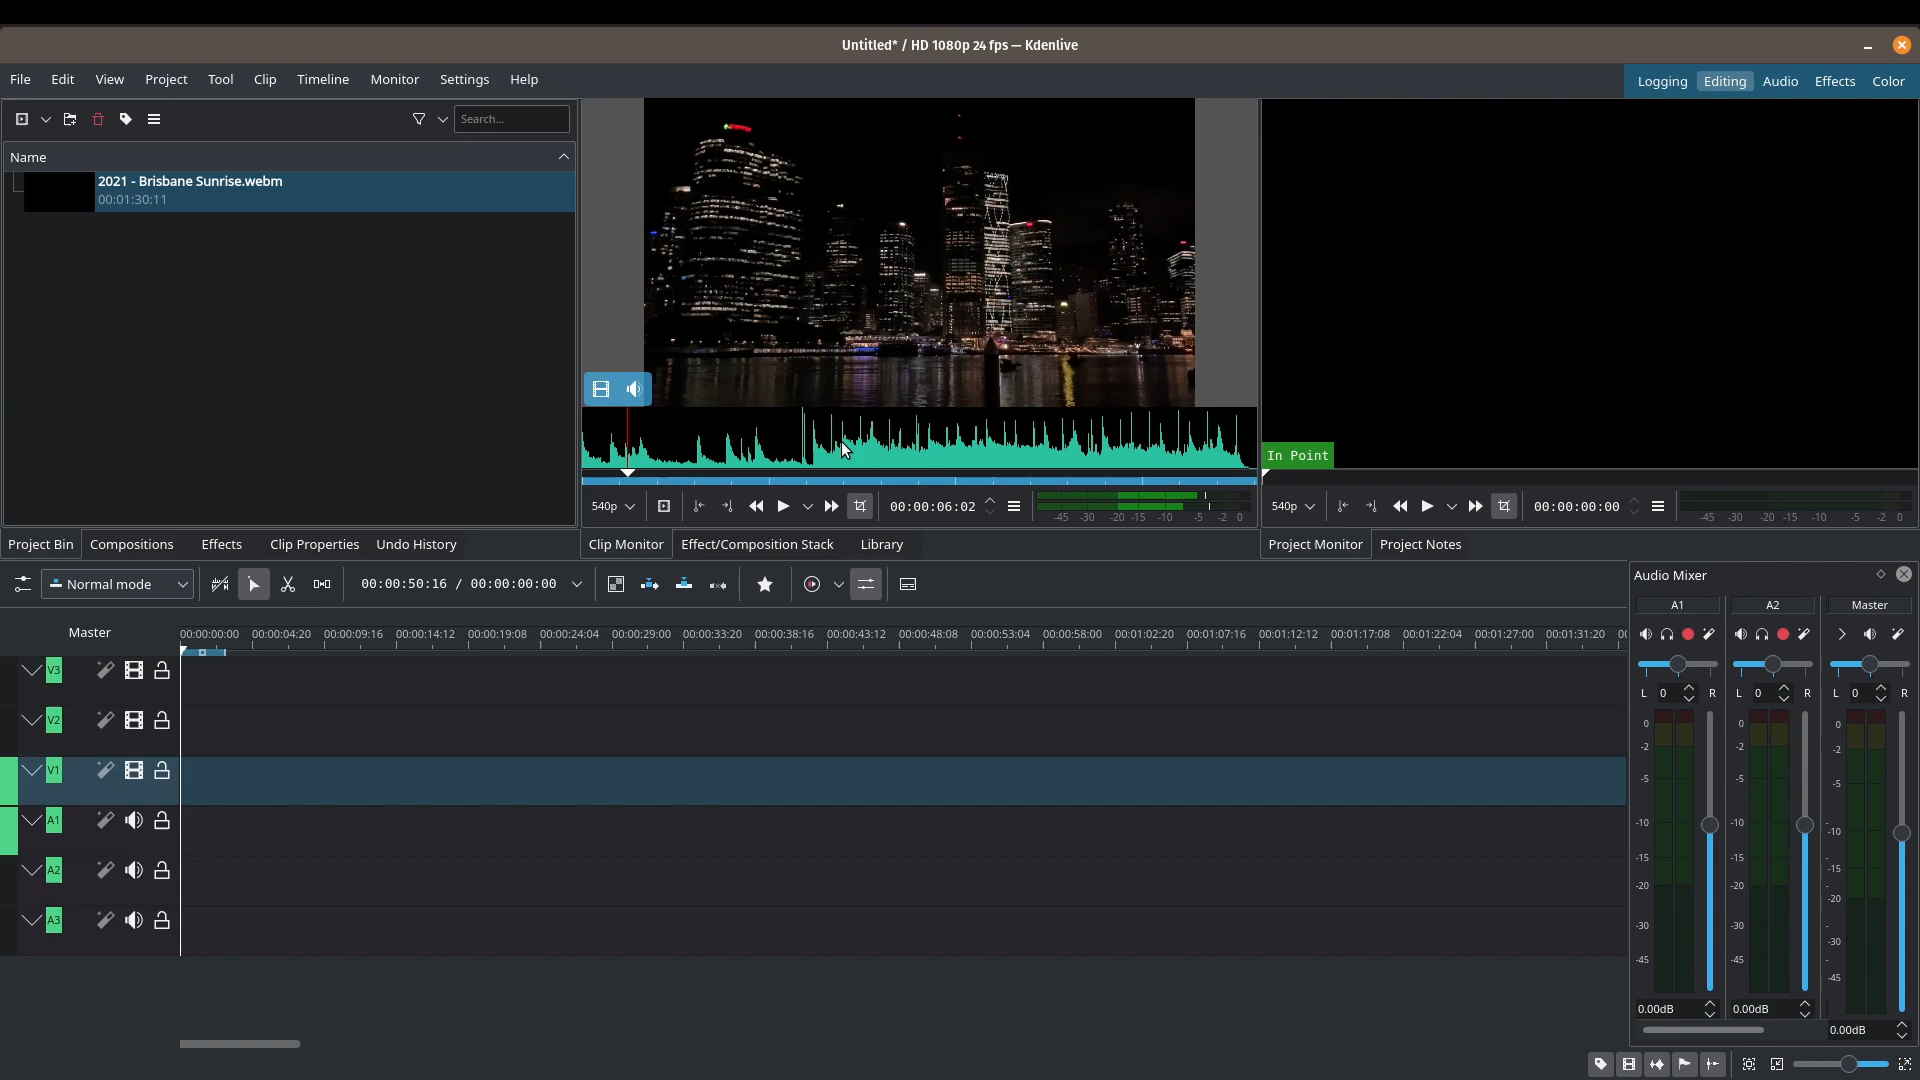 Untitled* / HD 1080p 24 fps — Kdenlive
File Edit View Project Tool Clip Timeline Monitor Settings Help
Logging Editing Audio Effects Color
Search...
Name
2021 - Brisbane Sunrise.webm
00:01:30:11
In Point
540p 00:00:06:02
-45 -30 -20 -15 -10 -5 -2 0
540p 00:00:00:00
-45 -30 -20 -15 -10 -5 -2 0
Project Bin Compositions Effects Clip Properties Undo History
Clip Monitor Effect/Composition Stack Library
Project Monitor Project Notes
Normal mode 00:00:50:16 / 00:00:00:00
Audio Mixer
A1 A2 Master
Master
00:00:00:00 00:00:04:20 00:00:09:16 00:00:14:12 00:00:19:08 00:00:24:04 00:00:29:00 00:00:33:20 00:00:38:16 00:00:43:12 00:00:48:08 00:00:53:04 00:00:58:00 00:01:02:20 00:01:07:16 00:01:12:12 00:01:17:08 00:01:22:04 00:01:27:00 00:01:31:20
V3
V2
V1
A1
A2
A3
L 0 R L 0 R L 0 R
0 0 0
-2 -2 -2
-5 -5 -5
-10 -10 -10
-15 -15 -15
-20 -20 -20
-30 -30 -30
-45 -45 -45
0.00dB 0.00dB 0.00dB